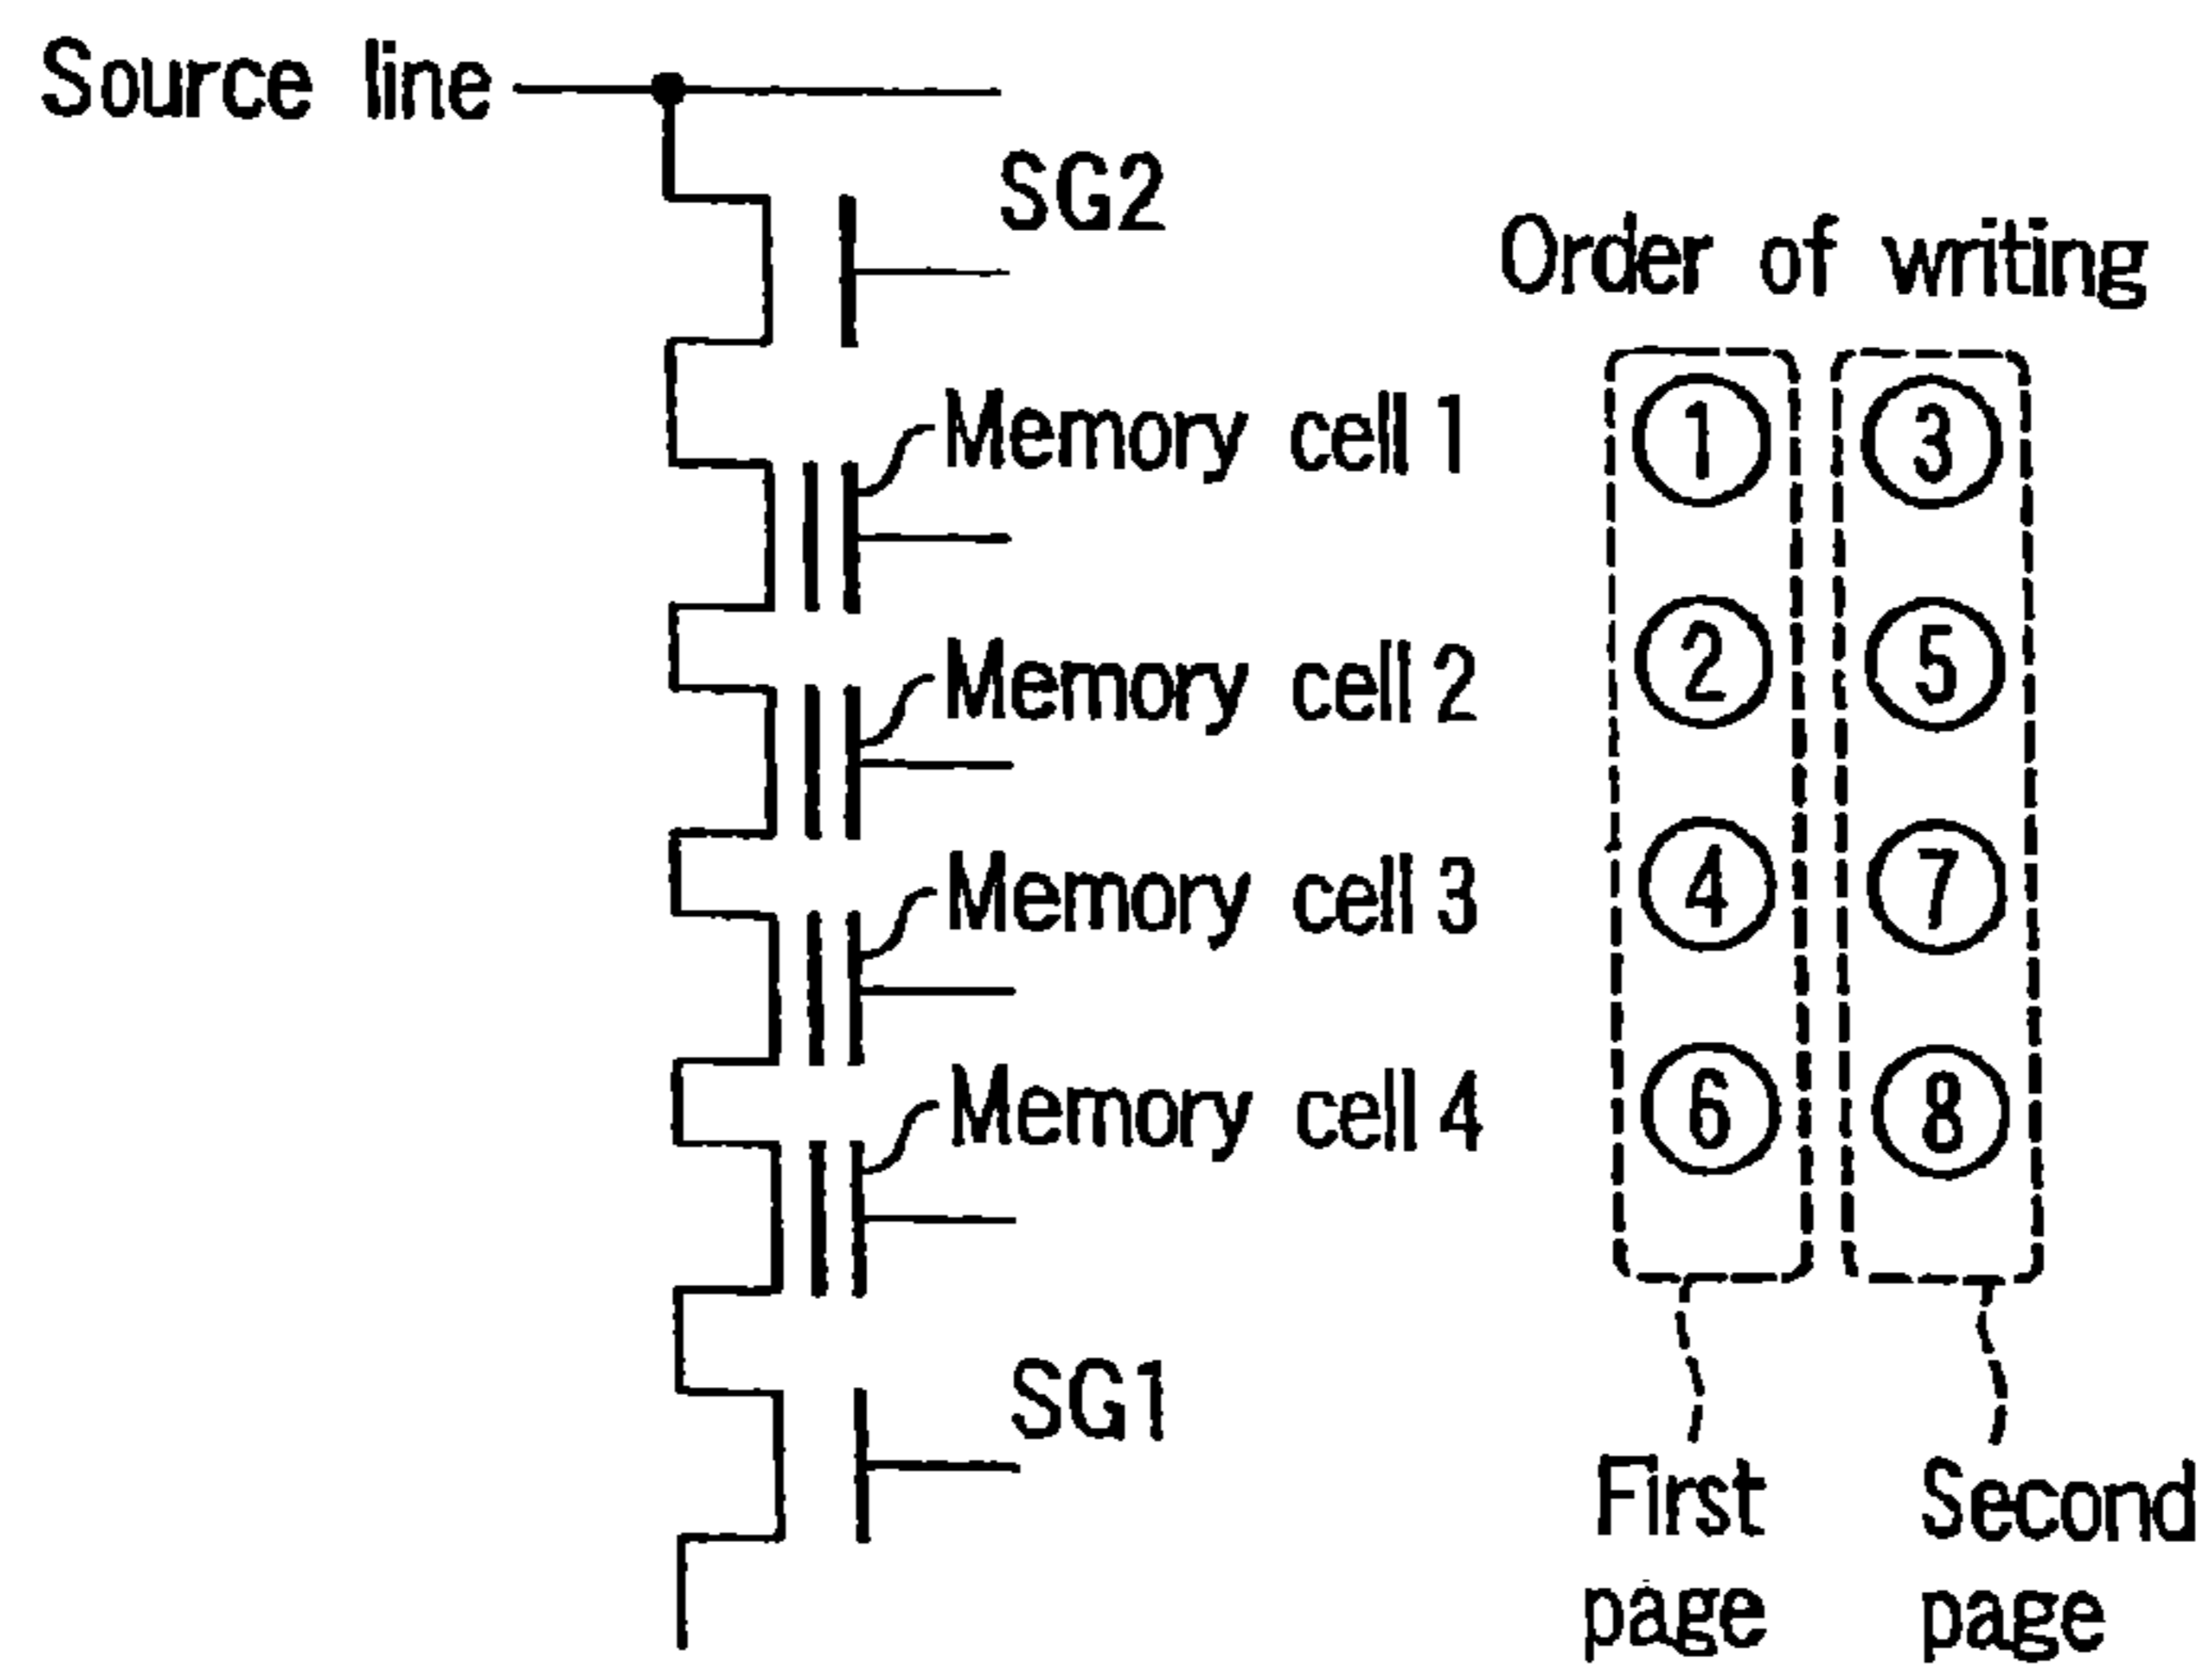 Source line
SG2
Order of writing
Memory cell 1
1 3
Memory cell 2
2 5
Memory cell 3
4 7
Memory cell 4
6 8
SG1
First page
Second page